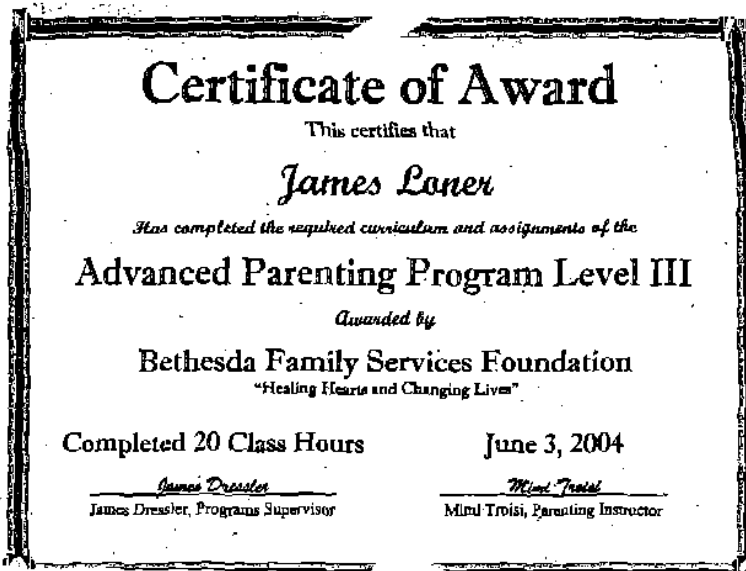 Certificate of Award
This certifies that
James Loner
Has completed the required curriculum and assignments of the
Advanced Parenting Program Level III
Awarded by
Bethesda Family Services Foundation
"Healing Hearts and Changing Lives"
Completed 20 Class Hours June 3, 2004
James Dressler Mimi Troisi
James Dressler, Programs Supervisor Mimi Troisi, Parenting Instructor